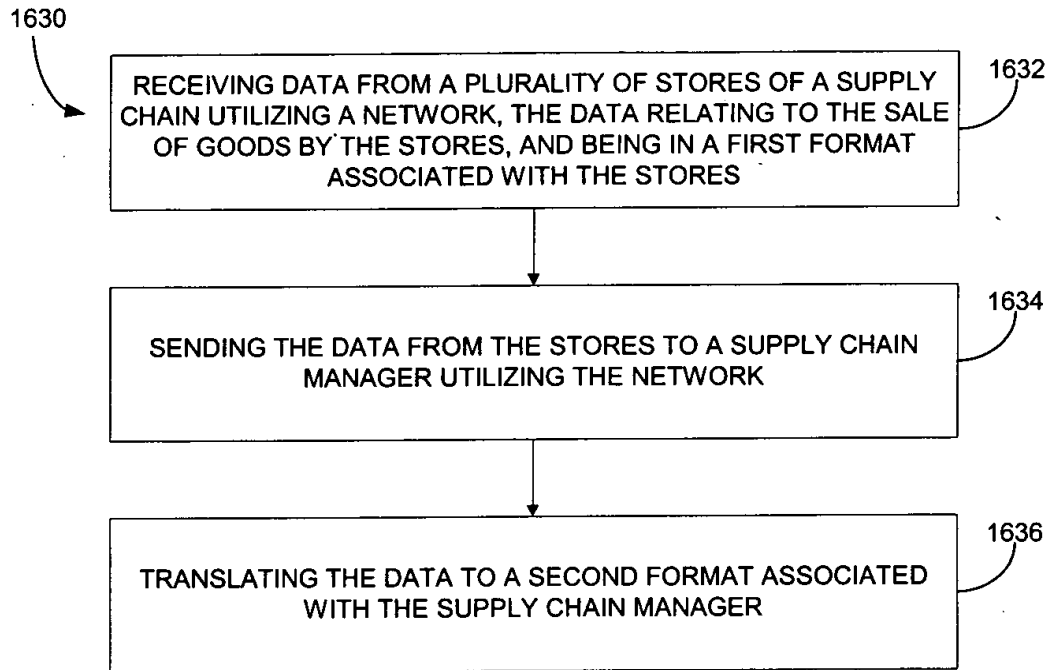 1630
RECEIVING DATA FROM A PLURALITY OF STORES OF A SUPPLY
CHAIN UTILIZING A NETWORK, THE DATA RELATING TO THE SALE
OF GOODS BY THE STORES, AND BEING IN A FIRST FORMAT
ASSOCIATED WITH THE STORES
1632
SENDING THE DATA FROM THE STORES TO A SUPPLY CHAIN
MANAGER UTILIZING THE NETWORK
1634
TRANSLATING THE DATA TO A SECOND FORMAT ASSOCIATED
WITH THE SUPPLY CHAIN MANAGER
1636